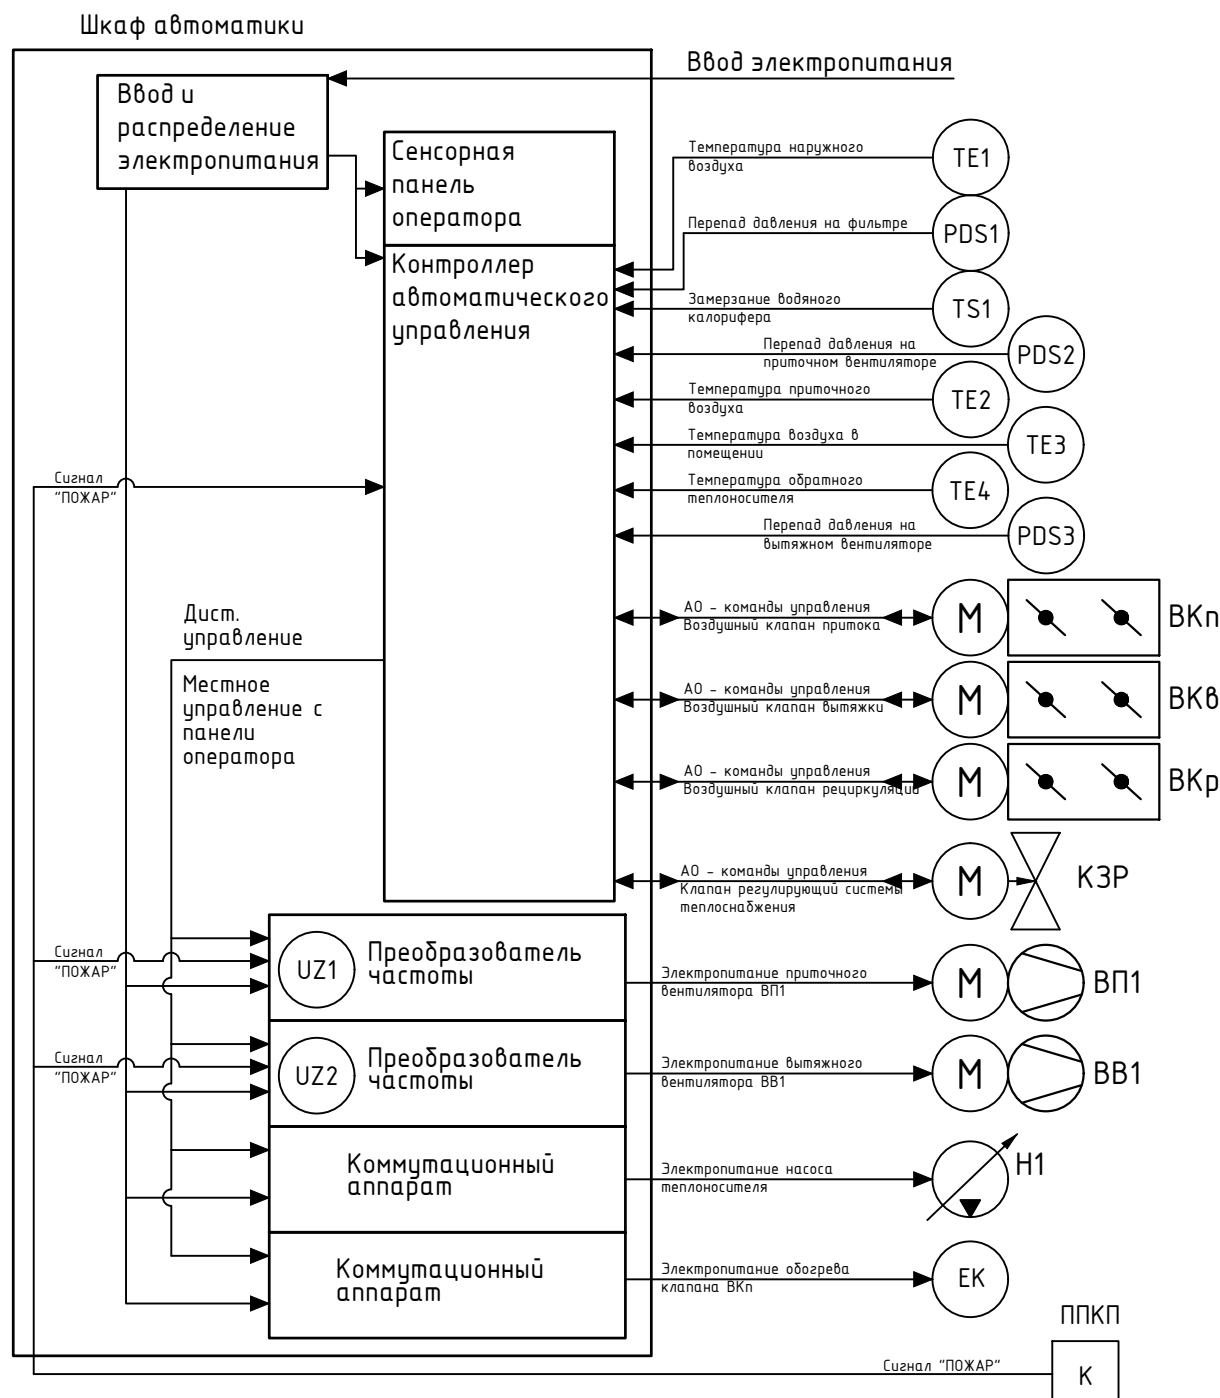 Шкаф автоматики
Ввод электропитания
Ввод и
распределение
электропитания
Сенсорная
панель
оператора
Контроллер
автоматического
управления
Температура наружного
воздуха
TE1
Перепад давления на фильтре
PDS1
Замерзание водяного
калорифера
TS1
Перепад давления на
приточном вентиляторе
PDS2
Температура приточного
воздуха
TE2
Температура воздуха в
помещении
TE3
Температура обратного
теплоносителя
TE4
Перепад давления на
вытяжном вентиляторе
PDS3
Сигнал
"ПОЖАР"
АО - команды управления
Воздушный клапан притока
М
ВКп
Дист.
управление
Местное
управление с
панели
оператора
АО - команды управления
Воздушный клапан вытяжки
М
ВКв
АО - команды управления
Воздушный клапан рециркуляции
М
ВКр
АО - команды управления
Клапан регулирующий системы
теплоснабжения
М
КЗР
Сигнал
"ПОЖАР"
UZ1
Преобразователь
частоты
Электропитание приточного
вентилятора ВП1
М
ВП1
Сигнал
"ПОЖАР"
UZ2
Преобразователь
частоты
Электропитание вытяжного
вентилятора ВВ1
М
ВВ1
Коммутационный
аппарат
Электропитание насоса
теплоносителя
Н1
Коммутационный
аппарат
Электропитание обогрева
клапана ВКп
EK
ППКП
Сигнал "ПОЖАР"
К